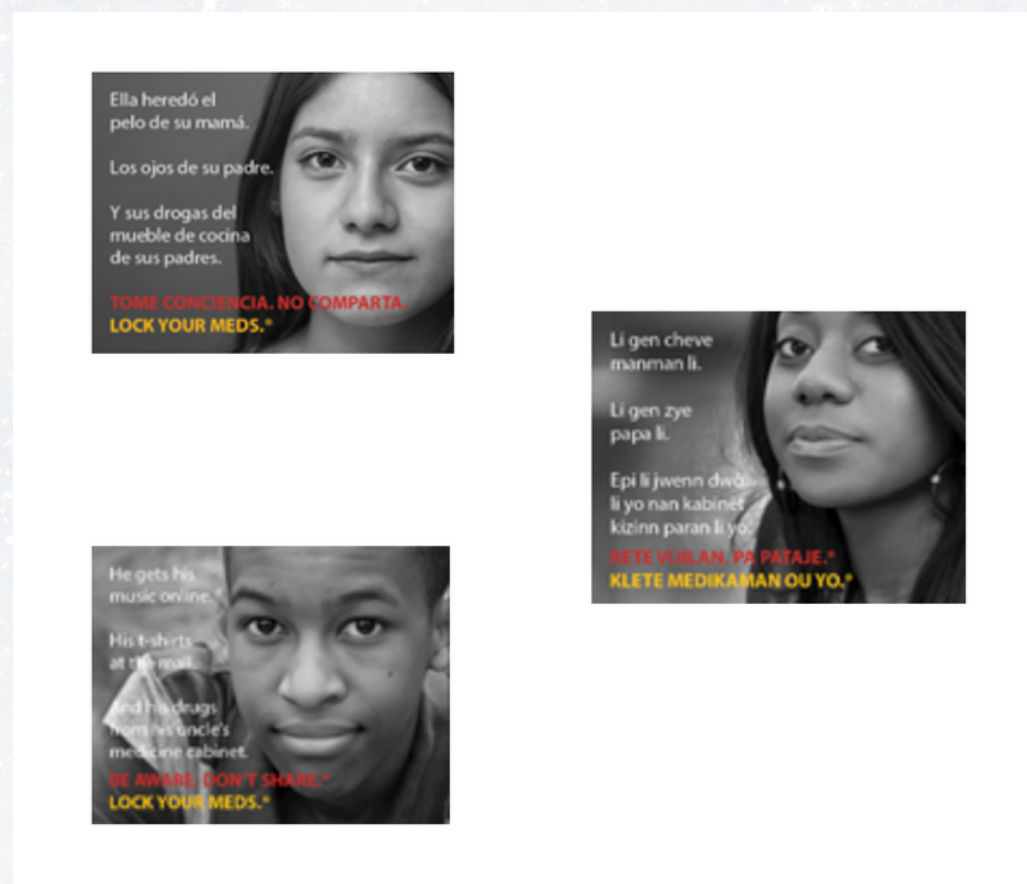 Ella heredó el
pelo de su mamá.
Los ojos de su padre.
Y sus drogas del
mueble de cocina
de sus padres.
TOME CONCIENCIA. NO COMPARTA.
LOCK YOUR MEDS.®
Li gen cheve
manman li.
Li gen zye
papa li.
Epi li jwenn dwòg
li yo nan kabinèt
kizinn paran li yo.
RETE VIJILAN. PA PATAJE.®
KLETE MEDIKAMAN OU YO.®
He gets his
music online.
His t-shirts
at the mall.
And his drugs
from his uncle's
medicine cabinet.
BE AWARE. DON'T SHARE.®
LOCK YOUR MEDS.®